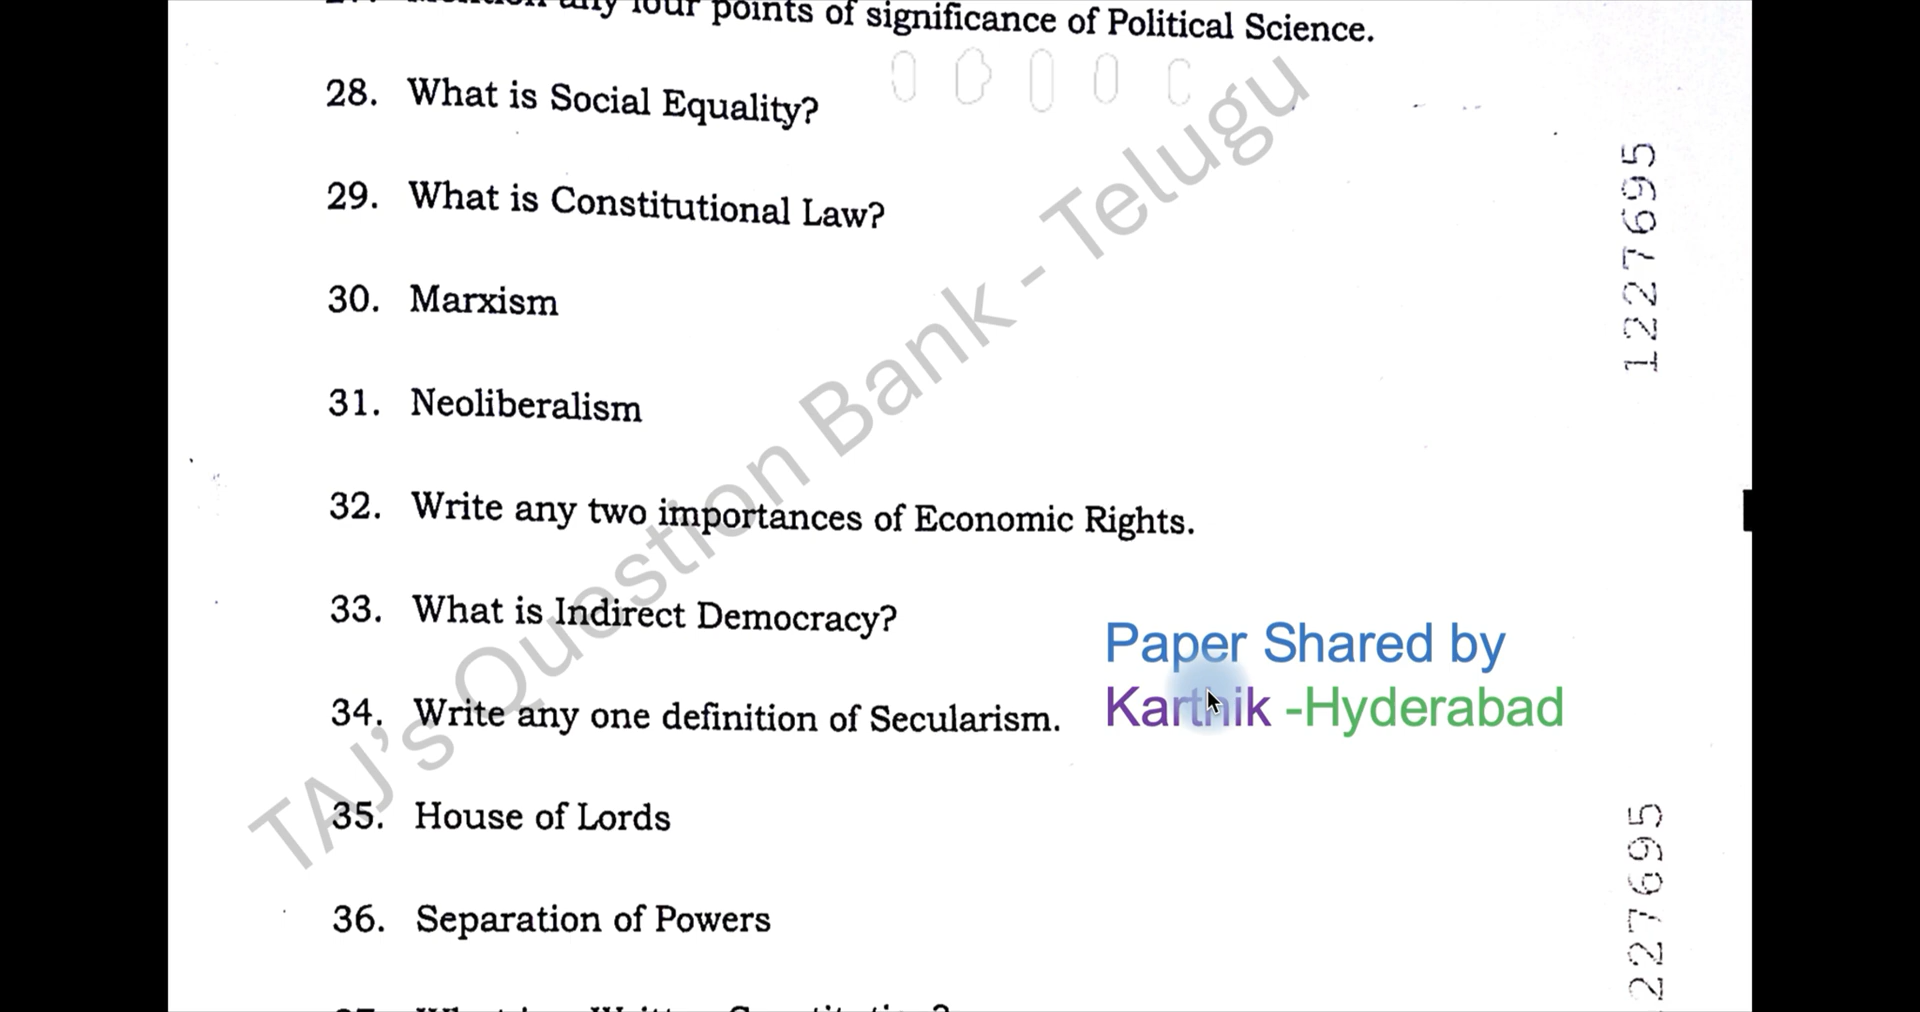 any four points of significance of Political Science.
28. What is Social Equality?
29. What is Constitutional Law?
30. Marxism
31. Neoliberalism
32. Write any two importances of Economic Rights.
33. What is Indirect Democracy?
Paper Shared by
Karthik -Hyderabad
34. Write any one definition of Secularism.
35. House of Lords
36. Separation of Powers
TAJ's Question Bank - Telugu
1227695
227695